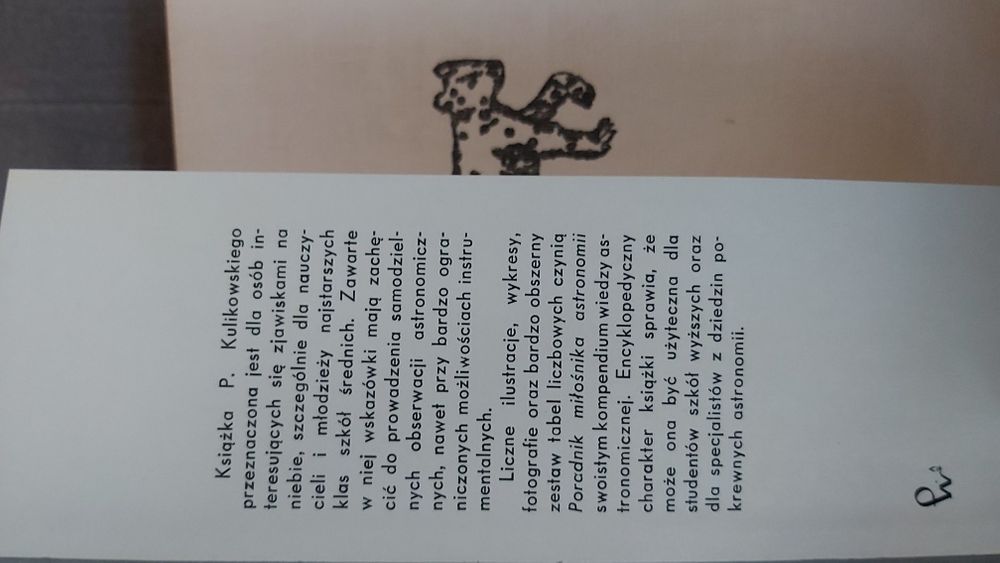 Książka P. Kulikowskiego
przeznaczona jest dla osób in-
teresujących się zjawiskami na
niebie, szczególnie dla nauczy-
cieli i młodzieży najstarszych
klas szkół średnich. Zawarte
w niej wskazówki mają zachę-
cić do prowadzenia samodziel-
nych obserwacji astronomicz-
nych, nawet przy bardzo ogra-
niczonych możliwościach instru-
mentalnych.
Liczne ilustracje, wykresy,
fotografie oraz bardzo obszerny
zestaw tabel liczbowych czynią
Poradnik miłośnika astronomii
swoistym kompendium wiedzy as-
tronomicznej. Encyklopedyczny
charakter książki sprawia, że
może ona być użyteczna dla
studentów szkół wyższych oraz
dla specjalistów z dziedzin po-
krewnych astronomii.